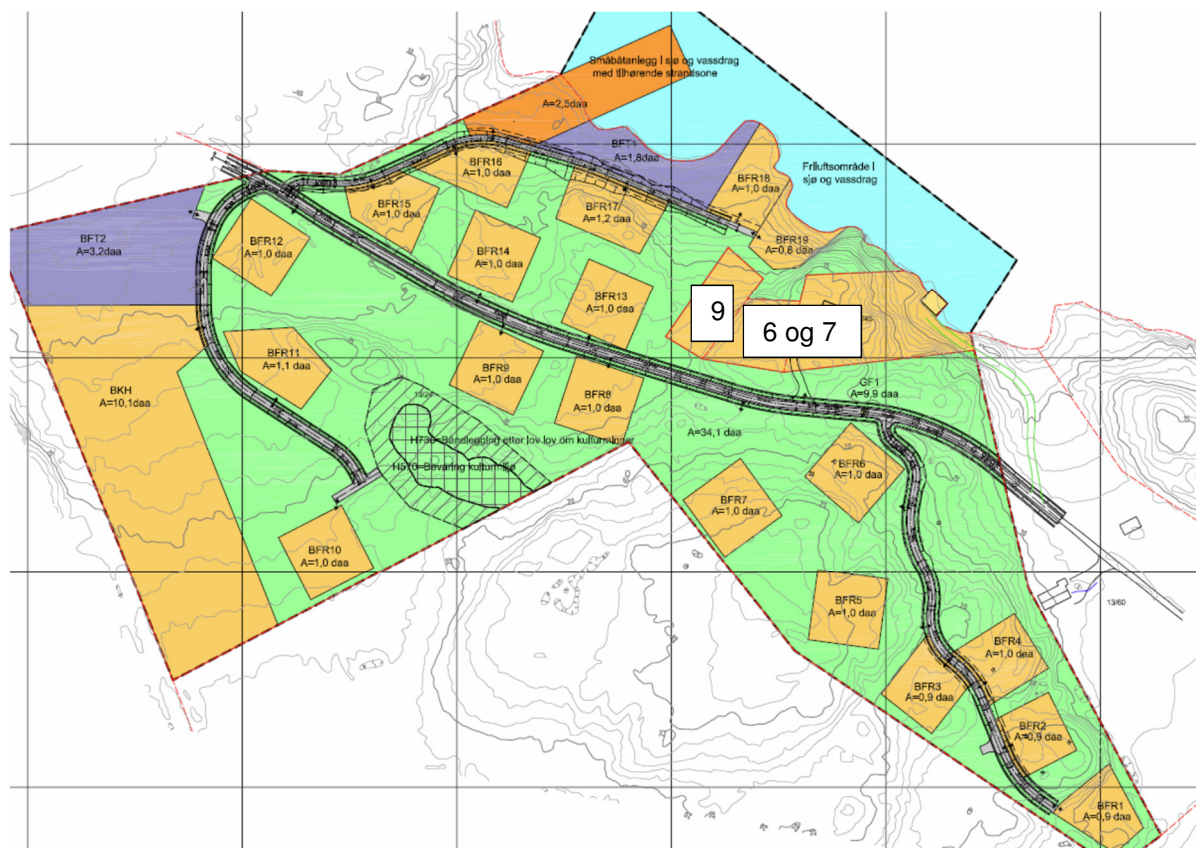 Småbåtanlegg i sjø og vassdrag
med tilhørende strandsone
A=2,5daa
BFT1
A=1,8daa
Friluftsområde i
sjø og vassdrag
BFR16
A=1,0 daa
BFR18
A=1,0 daa
BFR15
A=1,0 daa
BFR17
A=1,2 daa
BFT2
A=3,2daa
BFR12
A=1,0 daa
BFR14
A=1,0 daa
BFR19
A=0,8 daa
BFR13
A=1,0 daa
9
6 og 7
BFR11
A=1,1 daa
BFR9
A=1,0 daa
BFR8
A=1,0 daa
BKH
A=10,1daa
GF1
A=9,9 daa
13/24
H730=Båndlegging etter lov lov om kulturminner
A=34,1 daa
H570=Bevaring kulturmiljø
BFR6
A=1,0 daa
BFR7
A=1,0 daa
BFR10
A=1,0 daa
BFR5
A=1,0 daa
13/60
BFR4
A=1,0 daa
BFR3
A=0,9 daa
BFR2
A=0,9 daa
BFR1
A=0,9 daa